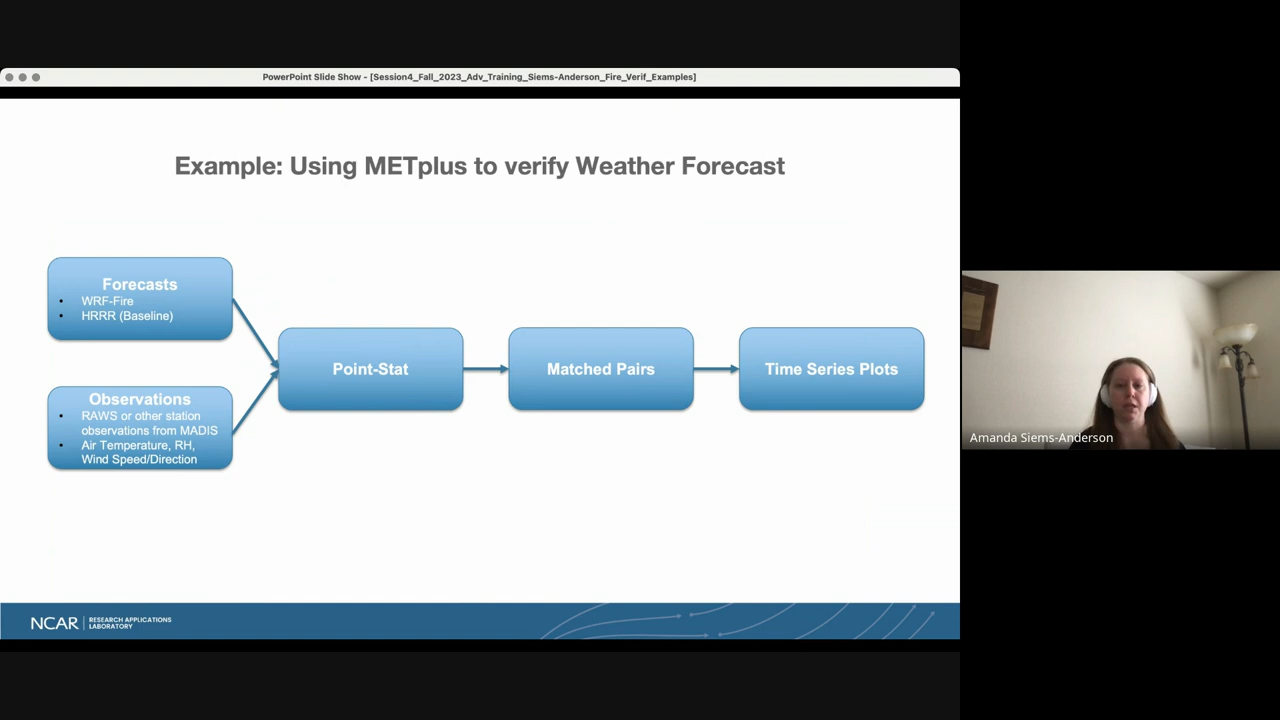 PowerPoint Slide Show - [Session4_Fall_2023_Adv_Training_Siems-Anderson_Fire_Verif_Examples]
Example: Using METplus to verify Weather Forecast
Forecasts
• WRF-Fire
• HRRR (Baseline)
Observations
• RAWS or other station
observations from MADIS
• Air Temperature, RH,
Wind Speed/Direction
Point-Stat
Matched Pairs
Time Series Plots
Amanda Siems-Anderson
NCAR
RESEARCH APPLICATIONS
LABORATORY